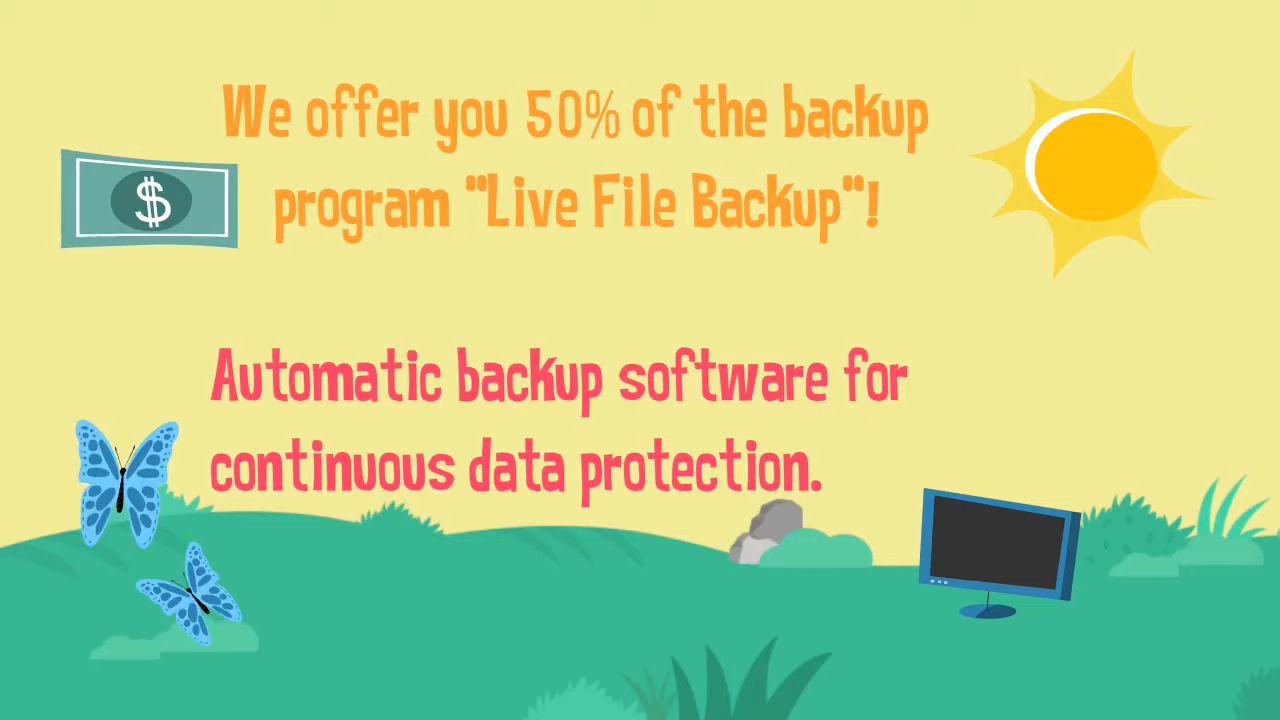 We offer you 50% of the backup
program "Live File Backup"!
$
Automatic backup software for
continuous data protection.